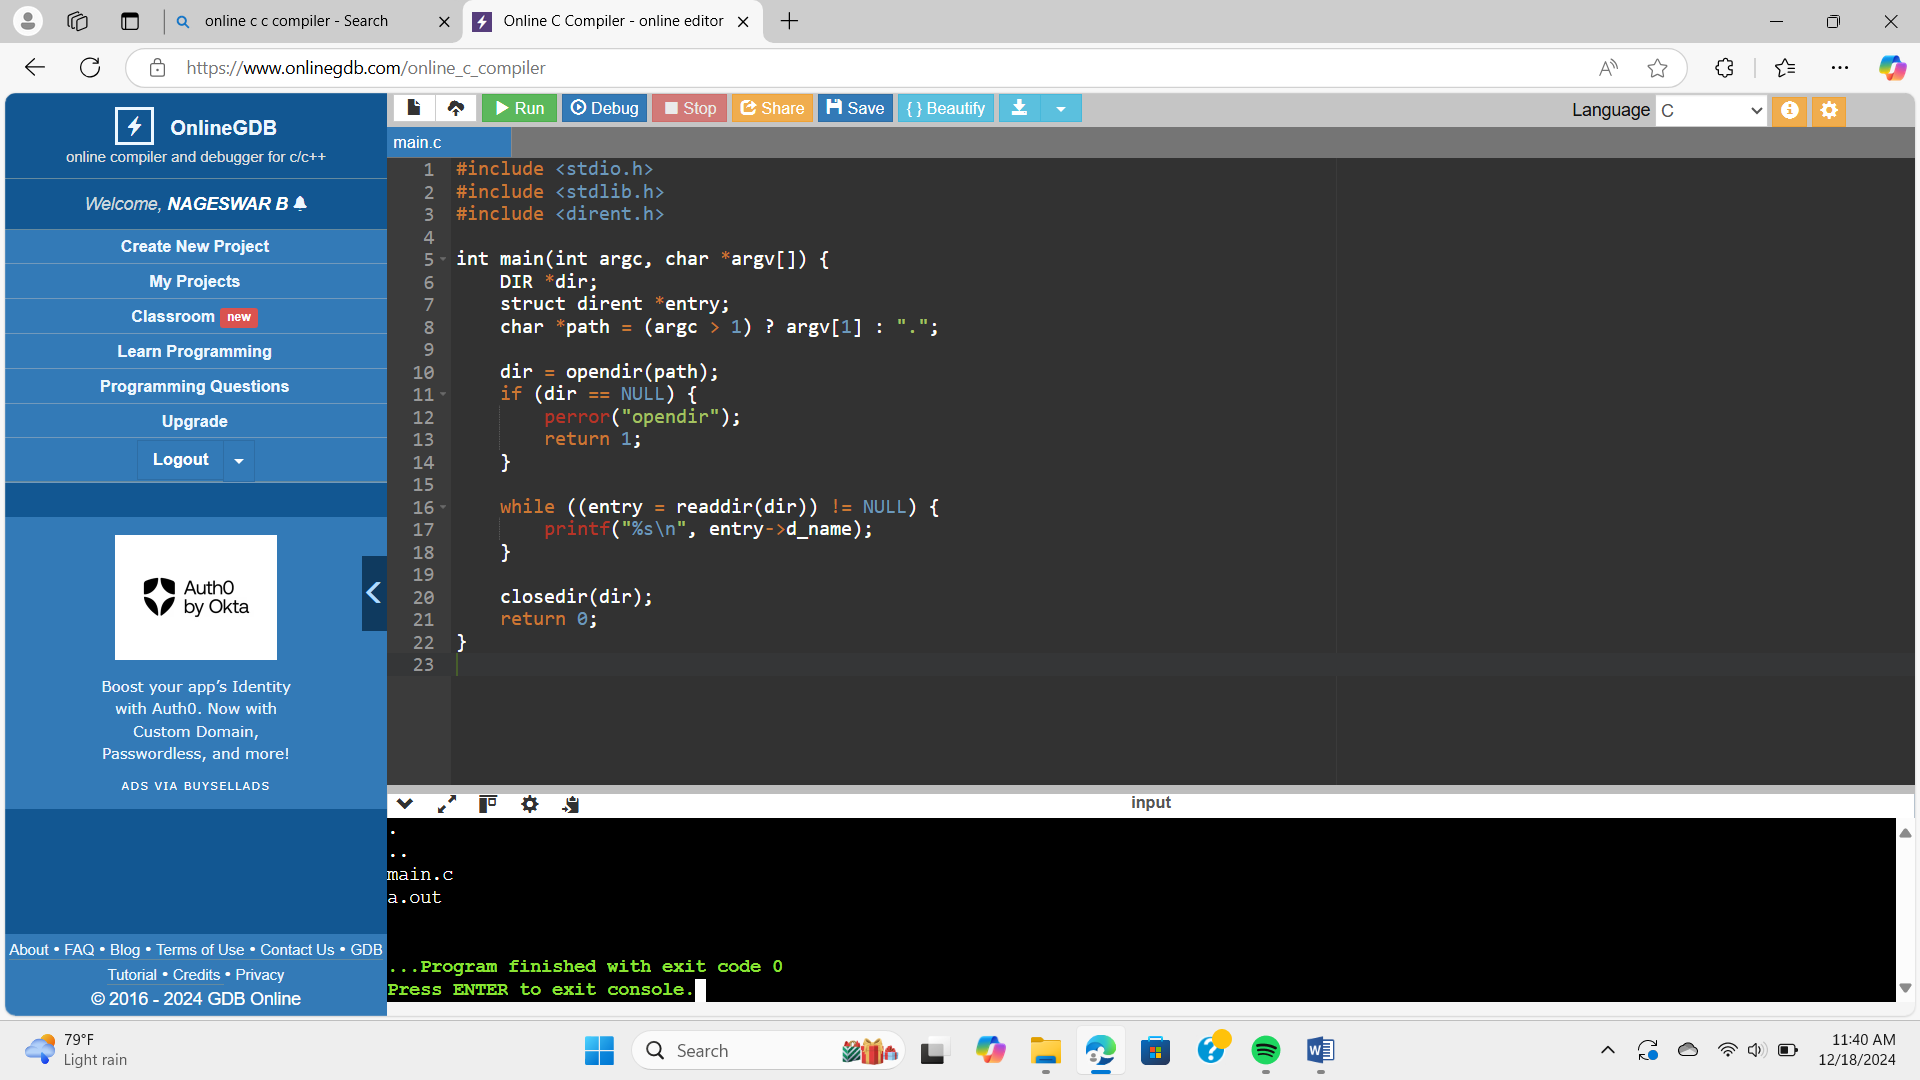 online c c compiler - Search
Online C Compiler - online editor
https://www.onlinegdb.com/online_c_compiler
OnlineGDB
online compiler and debugger for c/c++
Welcome, NAGESWAR B
Create New Project
My Projects
Classroom new
Learn Programming
Programming Questions
Upgrade
Logout
Auth0
by Okta
Boost your app's Identity
with Auth0. Now with
Custom Domain,
Passwordless, and more!
ADS VIA BUYSELLADS
About • FAQ • Blog • Terms of Use • Contact Us • GDB
Tutorial • Credits • Privacy
© 2016 - 2024 GDB Online
Run Debug Stop Share Save { } Beautify
Language C
main.c
1 #include <stdio.h>
2 #include <stdlib.h>
3 #include <dirent.h>
4
5 int main(int argc, char *argv[]) {
6     DIR *dir;
7     struct dirent *entry;
8     char *path = (argc > 1) ? argv[1] : ".";
9
10     dir = opendir(path);
11     if (dir == NULL) {
12         perror("opendir");
13         return 1;
14     }
15
16     while ((entry = readdir(dir)) != NULL) {
17         printf("%s\n", entry->d_name);
18     }
19
20     closedir(dir);
21     return 0;
22 }
23
input
.
..
main.c
a.out
...Program finished with exit code 0
Press ENTER to exit console.
79°F
Light rain
Search
11:40 AM
12/18/2024